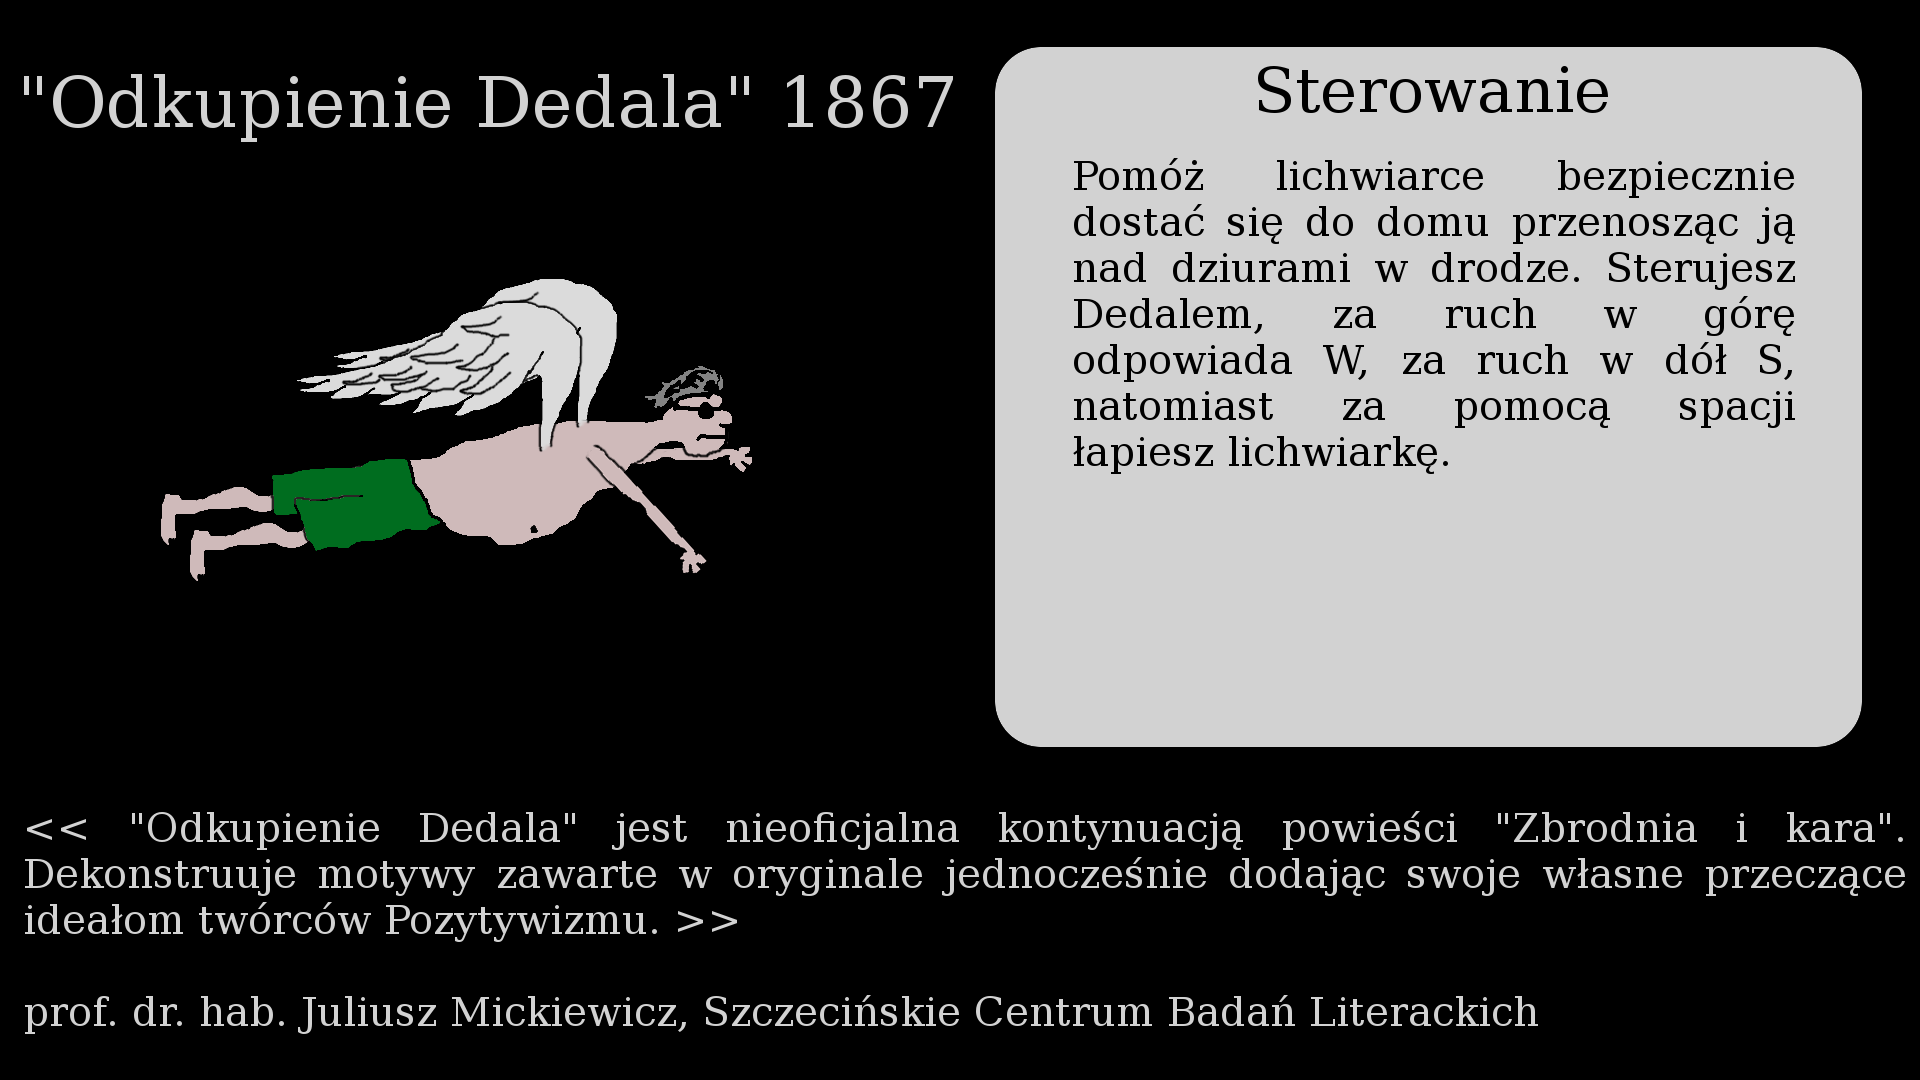 "Odkupienie Dedala" 1867
Sterowanie
Pomóż lichwiarce bezpiecznie
dostać się do domu przenosząc ją
nad dziurami w drodze. Sterujesz
Dedalem, za ruch w górę
odpowiada W, za ruch w dół S,
natomiast za pomocą spacji
łapiesz lichwiarkę.
<< "Odkupienie Dedala" jest nieoficjalna kontynuacją powieści "Zbrodnia i kara".
Dekonstruuje motywy zawarte w oryginale jednocześnie dodając swoje własne przeczące
ideałom twórców Pozytywizmu. >>
prof. dr. hab. Juliusz Mickiewicz, Szczecińskie Centrum Badań Literackich